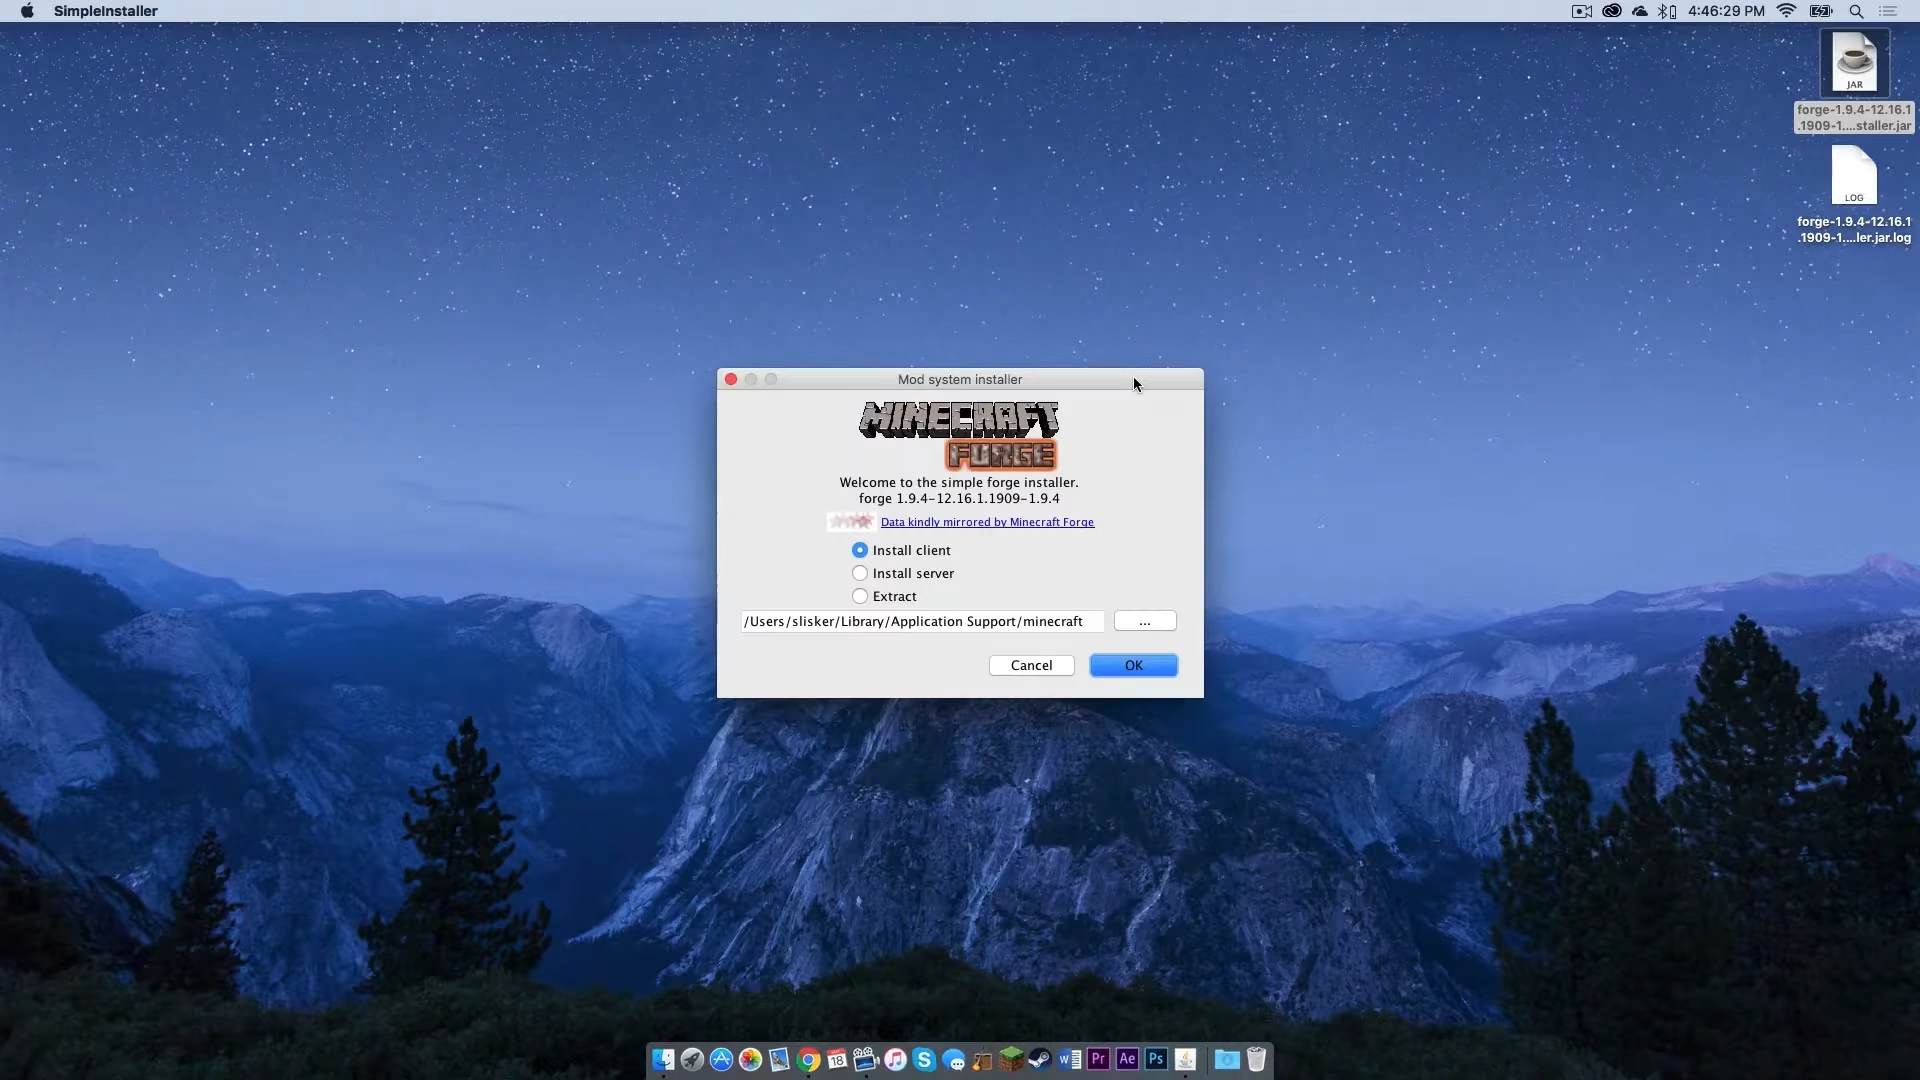 SimpleInstaller
4:46:29 PM
JAR
forge-1.9.4-12.16.1
.1909-1....staller.jar
LOG
forge-1.9.4-12.16.1
.1909-1....ler.jar.log
Mod system installer
MINECRAFT
FORGE
Welcome to the simple forge installer.
forge 1.9.4-12.16.1.1909-1.9.4
Data kindly mirrored by Minecraft Forge
Install client
Install server
Extract
/Users/slisker/Library/Application Support/minecraft
...
Cancel
OK
18
W
Pr
Ae
Ps